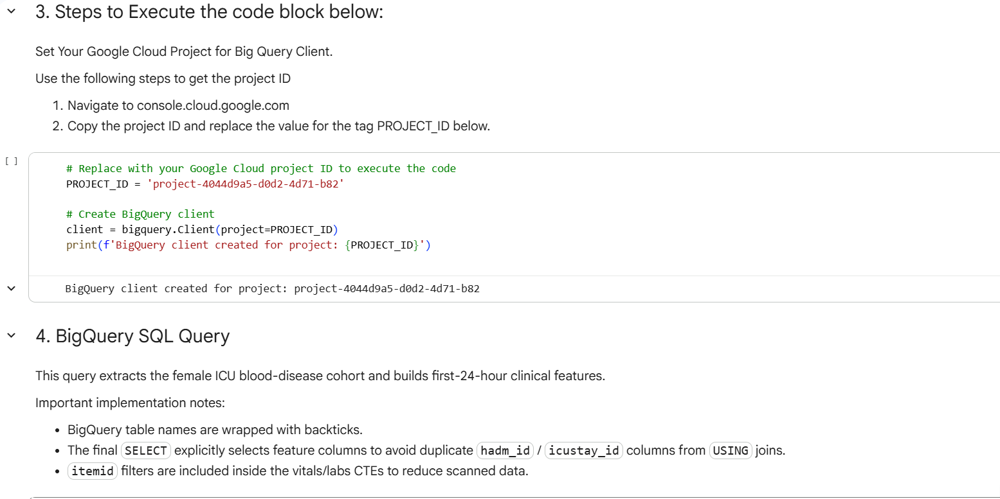 3. Steps to Execute the code block below:
Set Your Google Cloud Project for Big Query Client.
Use the following steps to get the project ID
1. Navigate to console.cloud.google.com
2. Copy the project ID and replace the value for the tag PROJECT_ID below.
[ ]
# Replace with your Google Cloud project ID to execute the code
PROJECT_ID = 'project-4044d9a5-d0d2-4d71-b82'
# Create BigQuery client
client = bigquery.Client(project=PROJECT_ID)
print(f'BigQuery client created for project: {PROJECT_ID}')
BigQuery client created for project: project-4044d9a5-d0d2-4d71-b82
4. BigQuery SQL Query
This query extracts the female ICU blood-disease cohort and builds first-24-hour clinical features.
Important implementation notes:
• BigQuery table names are wrapped with backticks.
• The final SELECT explicitly selects feature columns to avoid duplicate hadm_id / icustay_id columns from USING joins.
• itemid filters are included inside the vitals/labs CTEs to reduce scanned data.